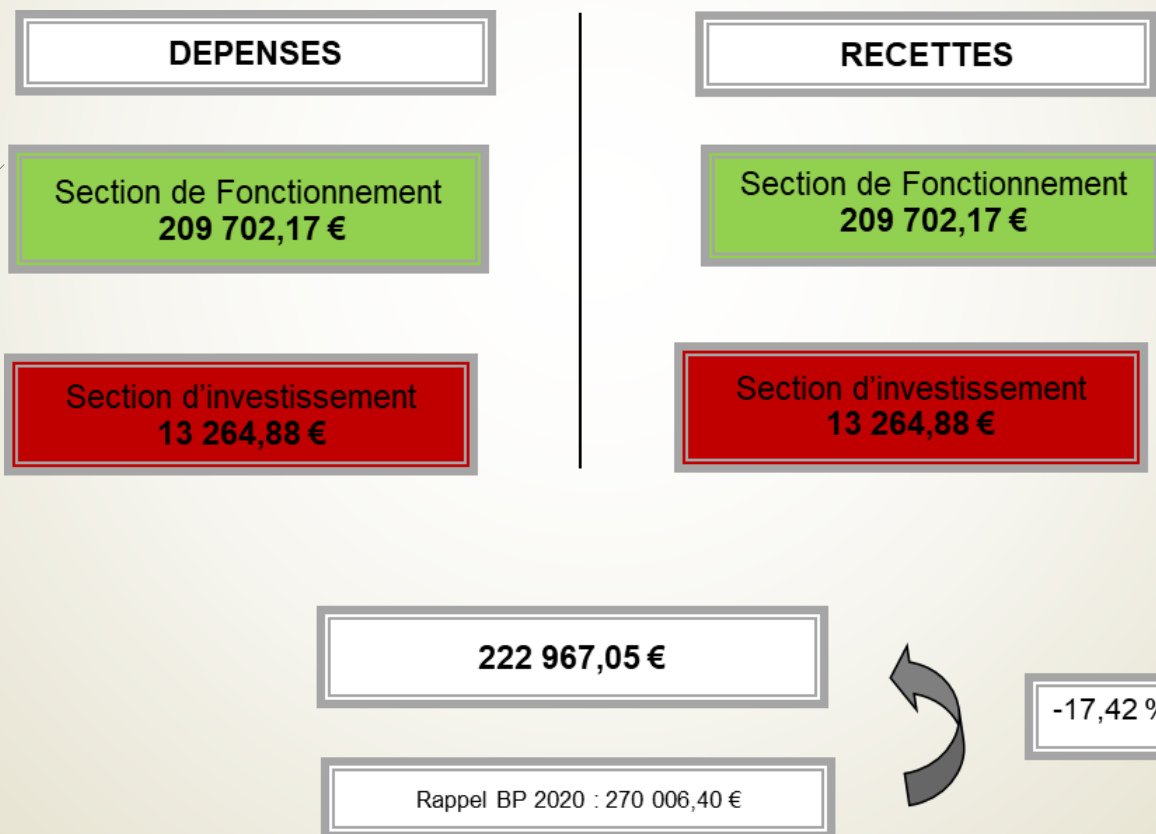 DEPENSES
RECETTES
Section de Fonctionnement
209 702,17 €
Section de Fonctionnement
209 702,17 €
Section d’investissement
13 264,88 €
Section d’investissement
13 264,88 €
222 967,05 €
-17,42 %
Rappel BP 2020 : 270 006,40 €